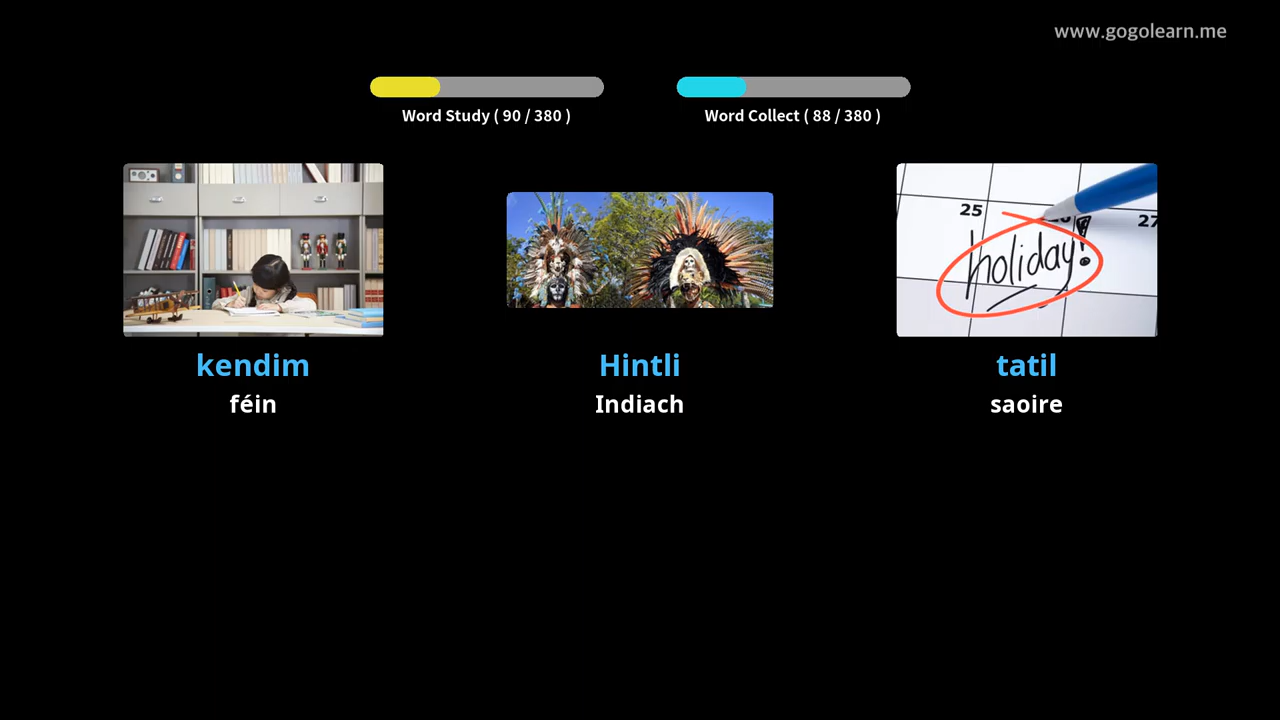 www.gogolearn.me
Word Study ( 90 / 380 )
Word Collect ( 88 / 380 )
25
27
holiday!
kendim
Hintli
tatil
féin
Indiach
saoire